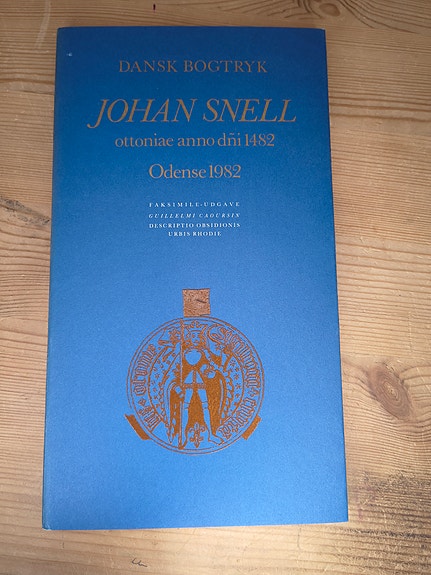 DANSK BOGTRYK
JOHAN SNELL
ottoniae anno dñi 1482
Odense 1982
FAKSIMILE-UDGAVE
GUILLELMI CAOURSIN
DESCRIPTIO OBSIDIONIS
URBIS RHODIE